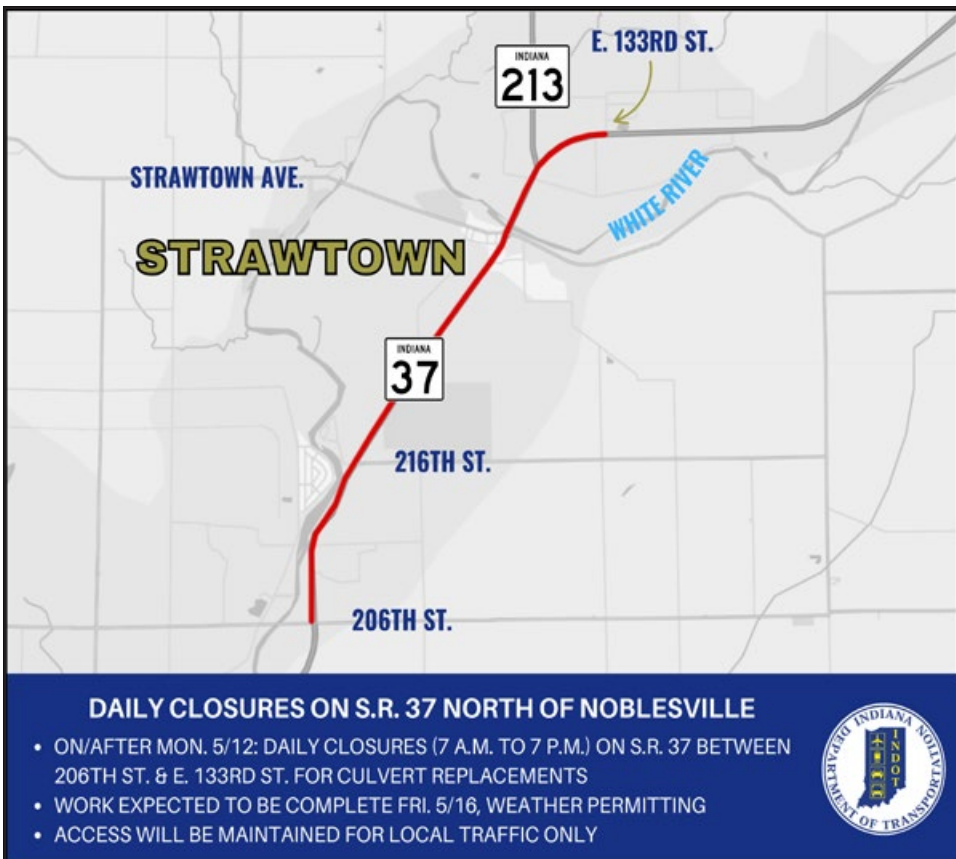 E. 133RD ST.
INDIANA
213
STRAWTOWN AVE.
WHITE RIVER
STRAWTOWN
INDIANA
37
216TH ST.
206TH ST.
DAILY CLOSURES ON S.R. 37 NORTH OF NOBLESVILLE
• ON/AFTER MON. 5/12: DAILY CLOSURES (7 A.M. TO 7 P.M.) ON S.R. 37 BETWEEN
206TH ST. & E. 133RD ST. FOR CULVERT REPLACEMENTS
• WORK EXPECTED TO BE COMPLETE FRI. 5/16, WEATHER PERMITTING
• ACCESS WILL BE MAINTAINED FOR LOCAL TRAFFIC ONLY
INDIANA
DEPARTMENT OF TRANSPORTATION
INDOT